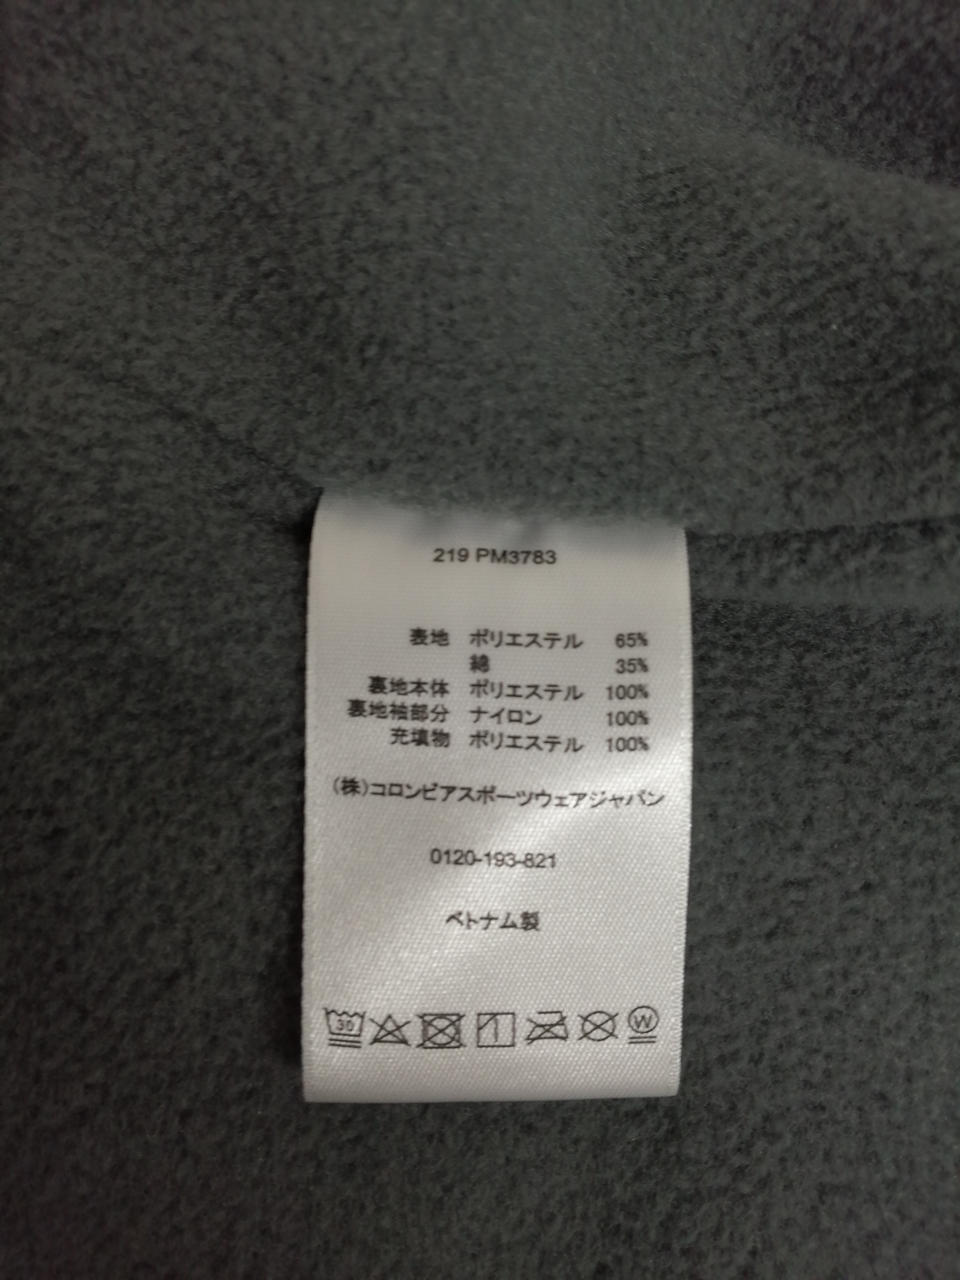 219 PM3783
表地 ポリエステル 65%
綿 35%
裏地本体 ポリエステル 100%
裏地袖部分 ナイロン 100%
充填物 ポリエステル 100%
(株)コロンビアスポーツウェアジャパン
0120-193-821
ベトナム製
30 W